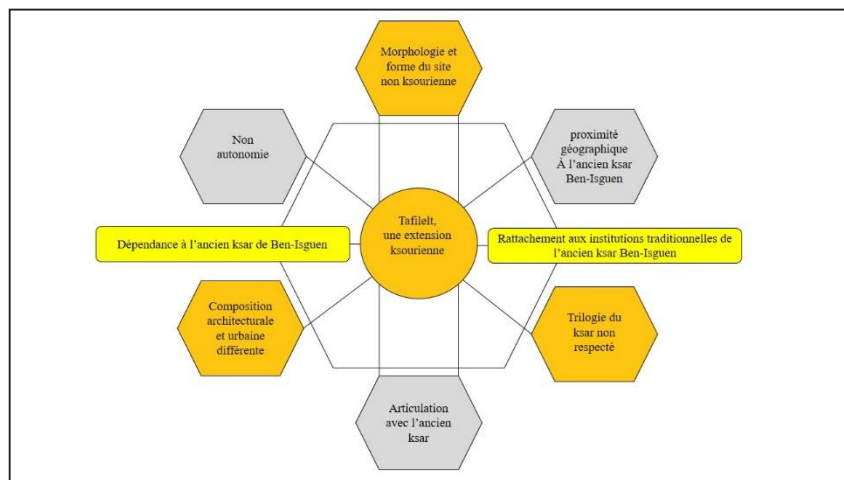 Morphologie et
forme du site
non ksourienne
Non
autonomie
proximité
géographique
À l'ancien ksar
Ben-Isguen
Tafilelt,
une extension
ksourienne
Dépendance à l'ancien ksar de Ben-Isguen
Rattachement aux institutions traditionnelles de
l'ancien ksar Ben-Isguen
Composition
architecturale
et urbaine
différente
Trilogie du
ksar non
respecté
Articulation
avec l'ancien
ksar